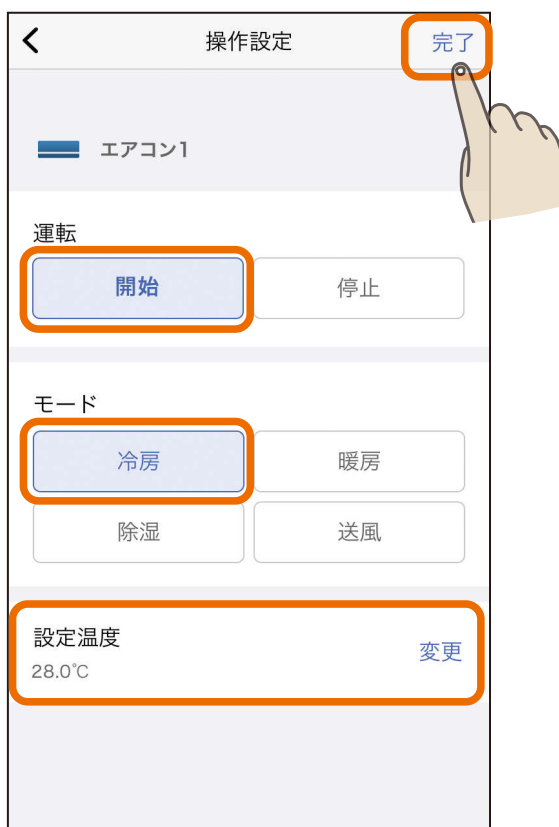 操作設定 完了
エアコン1
運転
開始 停止
モード
冷房 暖房
除湿 送風
設定温度
変更
28.0℃